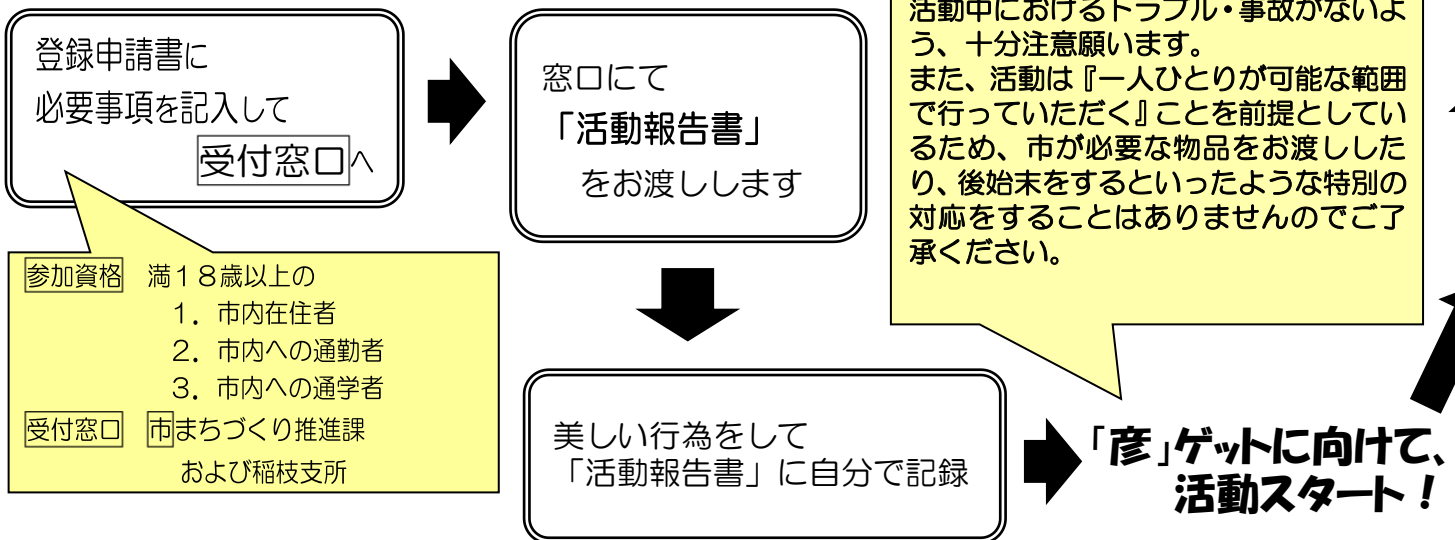 登録申請書に
必要事項を記入して
受付窓口へ
窓口にて
「活動報告書」
をお渡しします
活動中におけるトラブル・事故がないよ
う、十分注意願います。
また、活動は『一人ひとりが可能な範囲
で行っていただく』ことを前提としてい
るため、市が必要な物品をお渡しした
り、後始末をするといったような特別の
対応をすることはありませんのでご了
承ください。
参加資格　満１８歳以上の
１．市内在住者
２．市内への通勤者
３．市内への通学者
受付窓口　市まちづくり推進課
および稲枝支所
美しい行為をして
「活動報告書」に自分で記録
「彦」ゲットに向けて、
活動スタート！